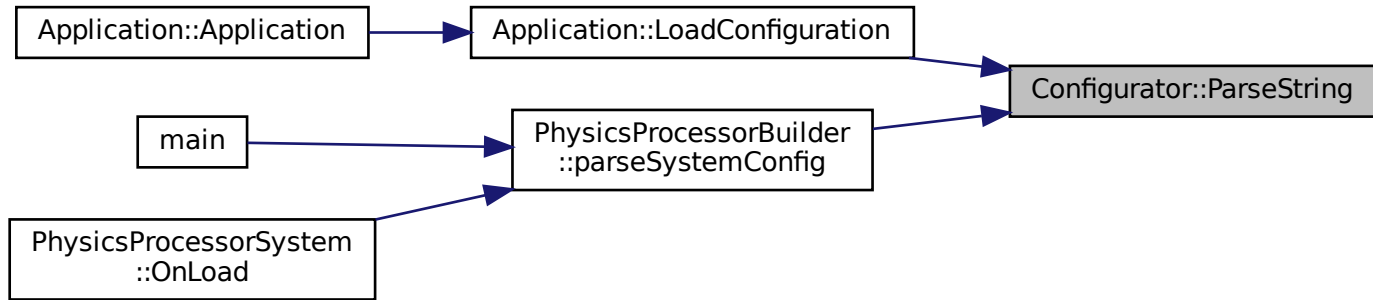 Application::Application
Application::LoadConfiguration
Configurator::ParseString
main
PhysicsProcessorBuilder
::parseSystemConfig
PhysicsProcessorSystem
::OnLoad